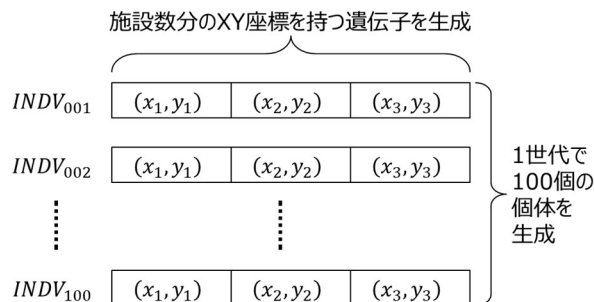 施設数分のXY座標を持つ遺伝子を生成
INDV001 (x1, y1) (x2, y2) (x3, y3)
INDV002 (x1, y1) (x2, y2) (x3, y3)
INDV100 (x1, y1) (x2, y2) (x3, y3)
1世代で
100個の
個体を
生成